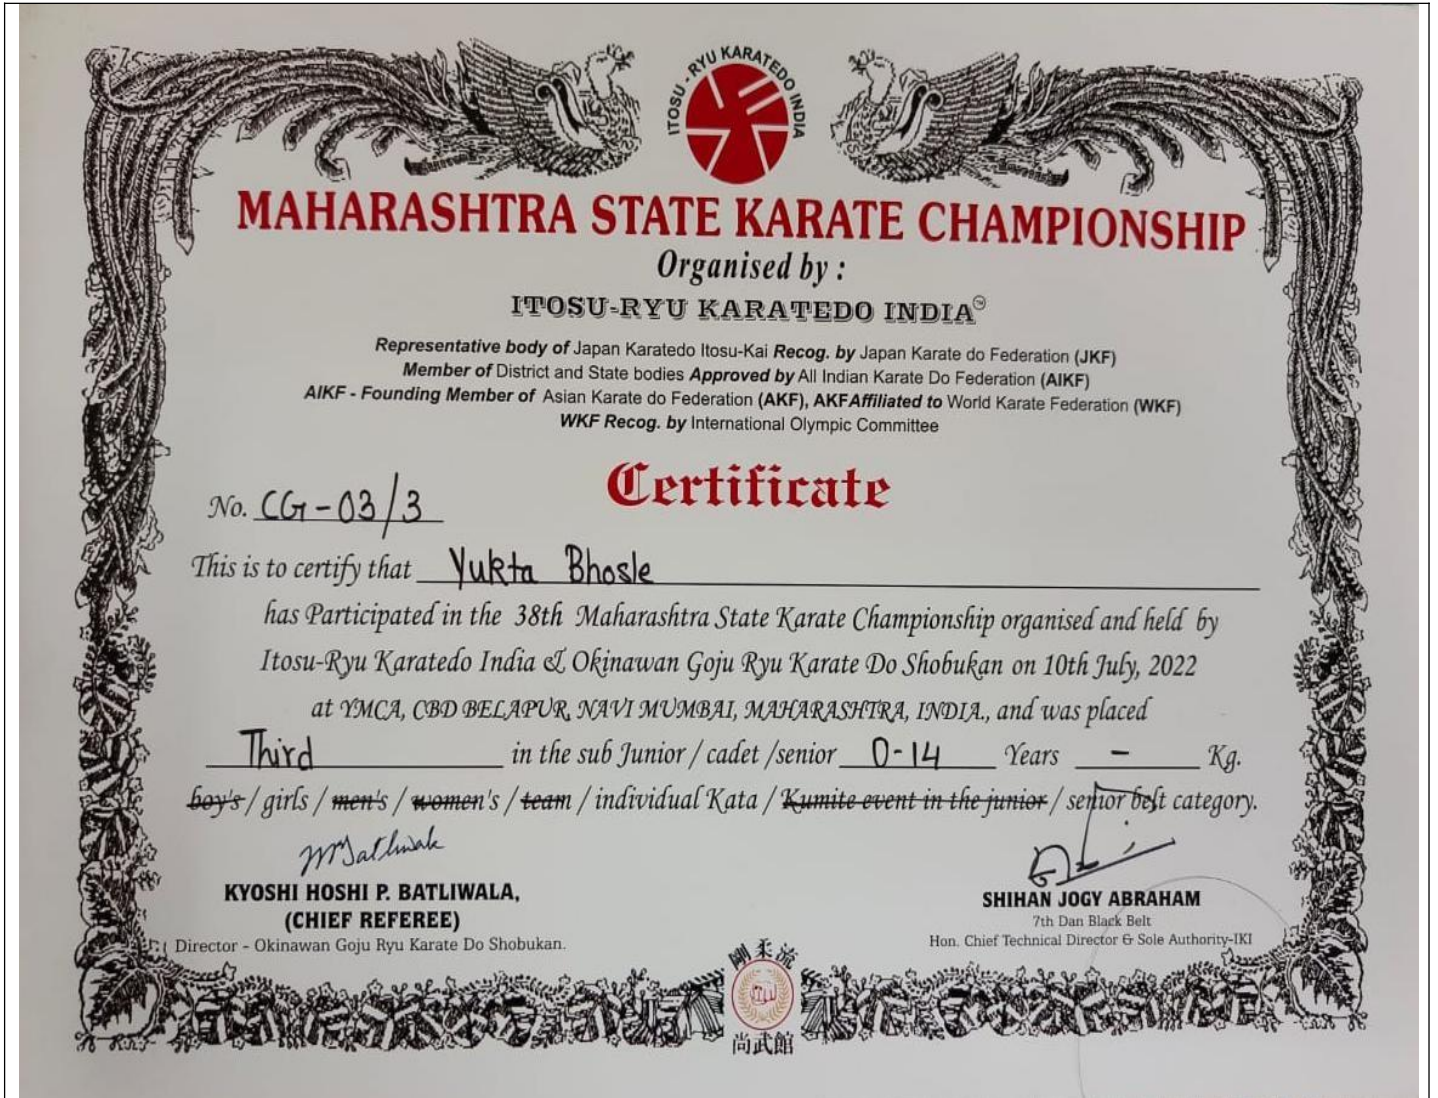 ITOSU - RYU KARATEDO INDIA
MAHARASHTRA STATE KARATE CHAMPIONSHIP
Organised by :
ITOSU-RYU KARATEDO INDIA
Representative body of Japan Karatedo Itosu-Kai Recog. by Japan Karate do Federation (JKF)
Member of District and State bodies Approved by All Indian Karate Do Federation (AIKF)
AIKF - Founding Member of Asian Karate do Federation (AKF), AKF Affiliated to World Karate Federation (WKF)
WKF Recog. by International Olympic Committee
Certificate
No. CG-03/3
This is to certify that Yukta Bhosle
has Participated in the 38th Maharashtra State Karate Championship organised and held by
Itosu-Ryu Karatedo India & Okinawan Goju Ryu Karate Do Shobukan on 10th July, 2022
at YMCA, CBD BELAPUR, NAVI MUMBAI, MAHARASHTRA, INDIA., and was placed
Third in the sub Junior / cadet /senior 0-14 Years - Kg.
boy's / girls / men's / women's / team / individual Kata / Kumite event in the junior / senior belt category.
KYOSHI HOSHI P. BATLIWALA,
(CHIEF REFEREE)
Director - Okinawan Goju Ryu Karate Do Shobukan.
SHIHAN JOGY ABRAHAM
7th Dan Black Belt
Hon. Chief Technical Director & Sole Authority-IKI
剛柔流
尚武館